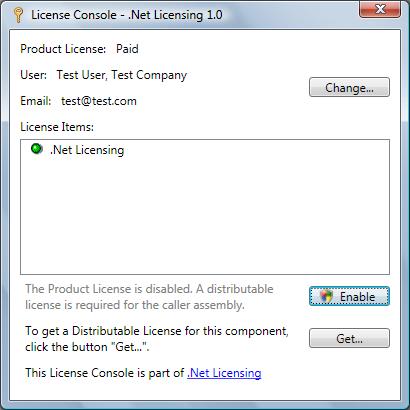 License Console - .Net Licensing 1.0
Product License: Paid
User: Test User, Test Company
Change...
Email: test@test.com
License Items:
.Net Licensing
The Product License is disabled. A distributable
license is required for the caller assembly.
Enable
To get a Distributable License for this component,
click the button "Get...".
Get...
This License Console is part of .Net Licensing